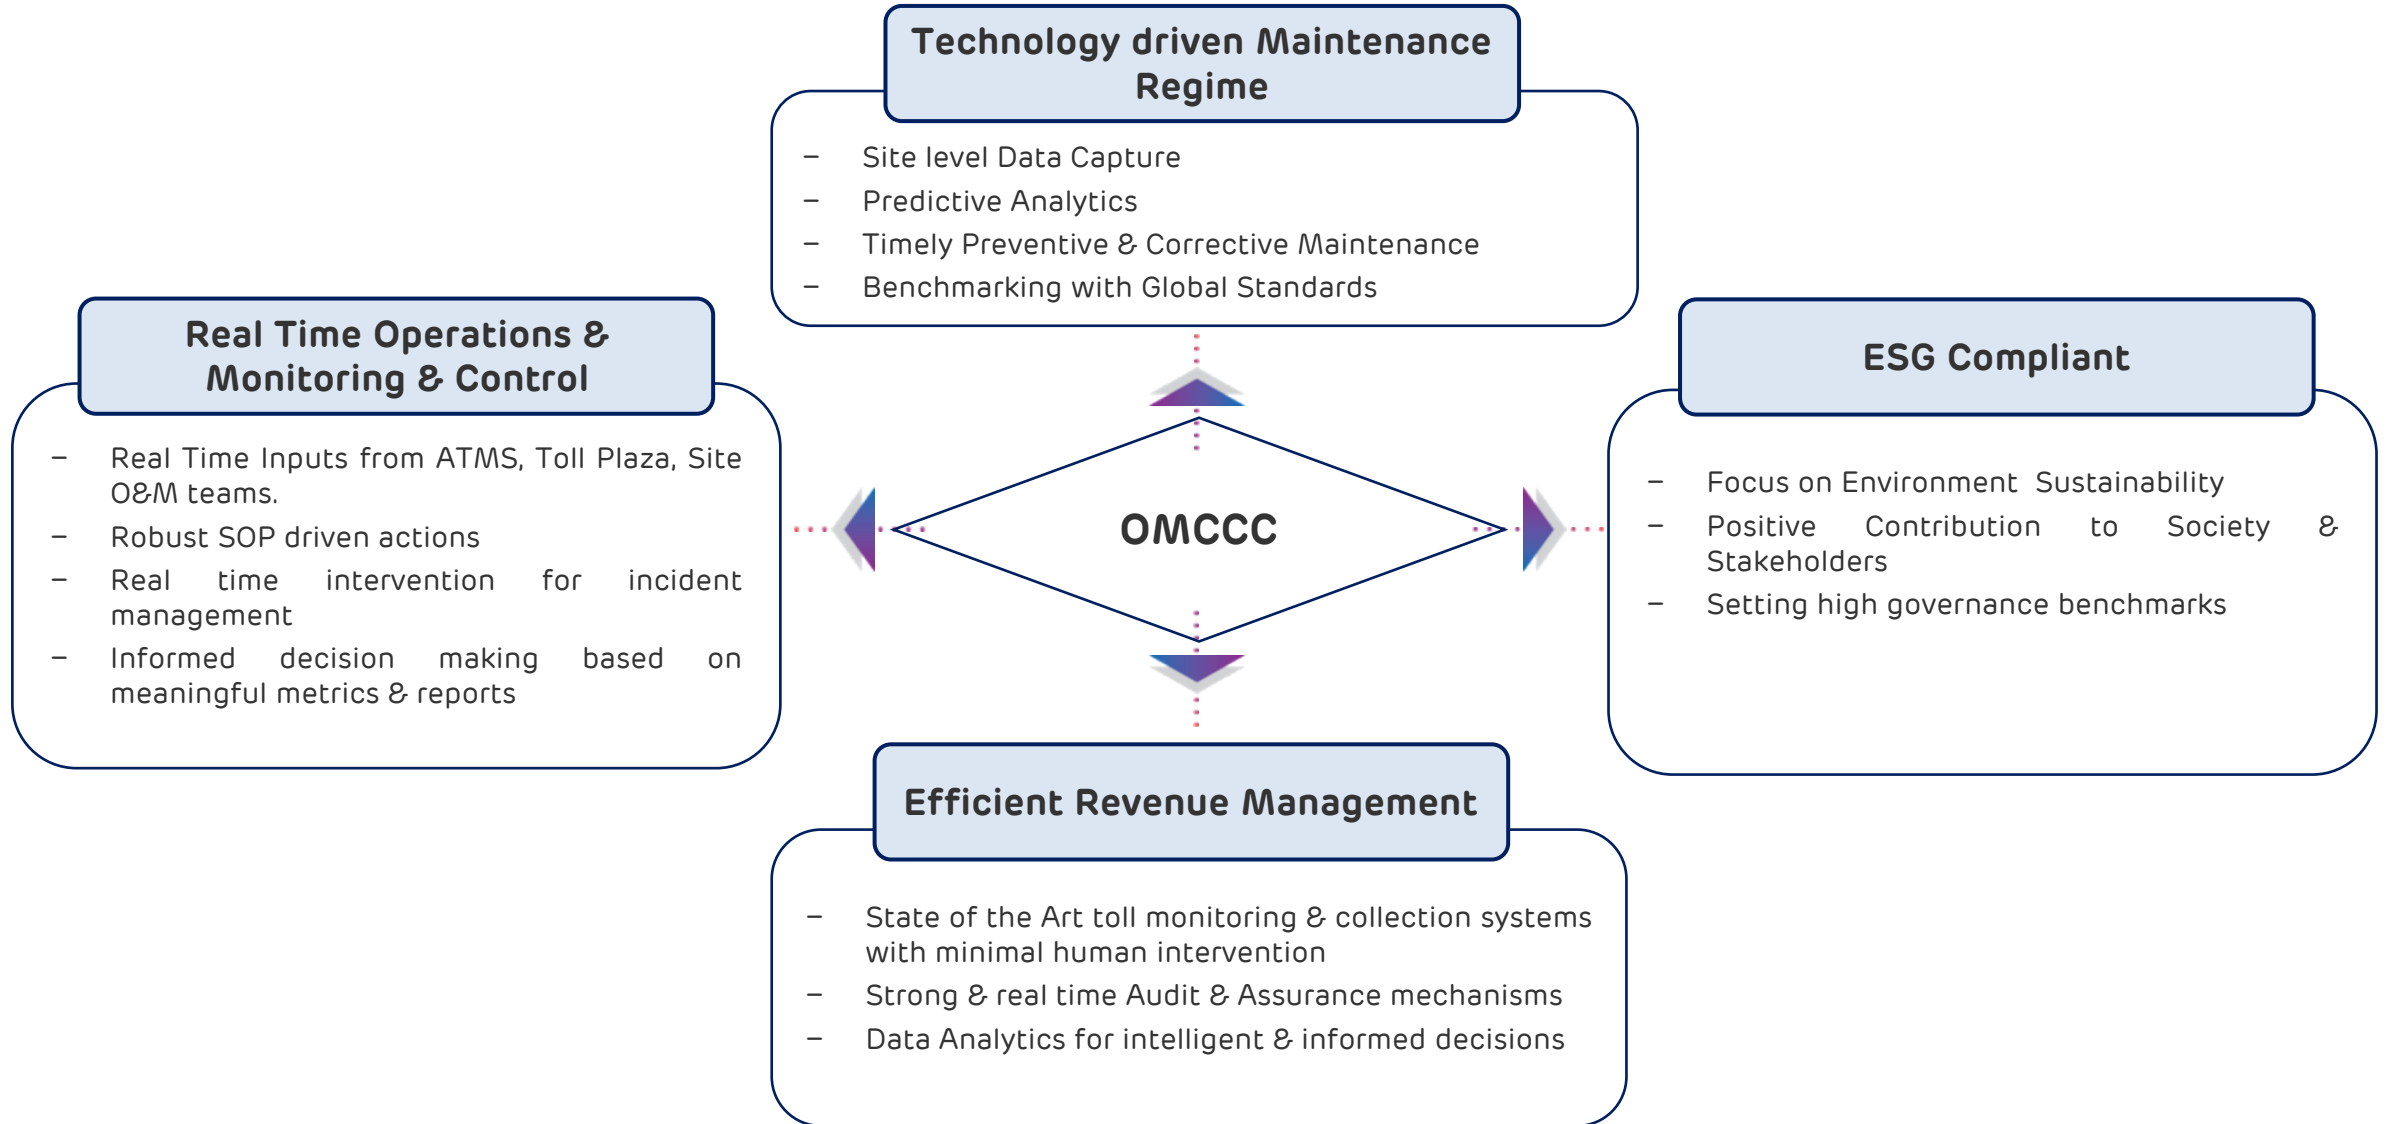 Technology driven Maintenance
Regime
– Site level Data Capture
– Predictive Analytics
– Timely Preventive & Corrective Maintenance
– Benchmarking with Global Standards
Real Time Operations &
Monitoring & Control
– Real Time Inputs from ATMS, Toll Plaza, Site
O&M teams.
– Robust SOP driven actions
– Real time intervention for incident
management
– Informed decision making based on
meaningful metrics & reports
OMCCC
ESG Compliant
– Focus on Environment Sustainability
– Positive Contribution to Society &
Stakeholders
– Setting high governance benchmarks
Efficient Revenue Management
– State of the Art toll monitoring & collection systems
with minimal human intervention
– Strong & real time Audit & Assurance mechanisms
– Data Analytics for intelligent & informed decisions